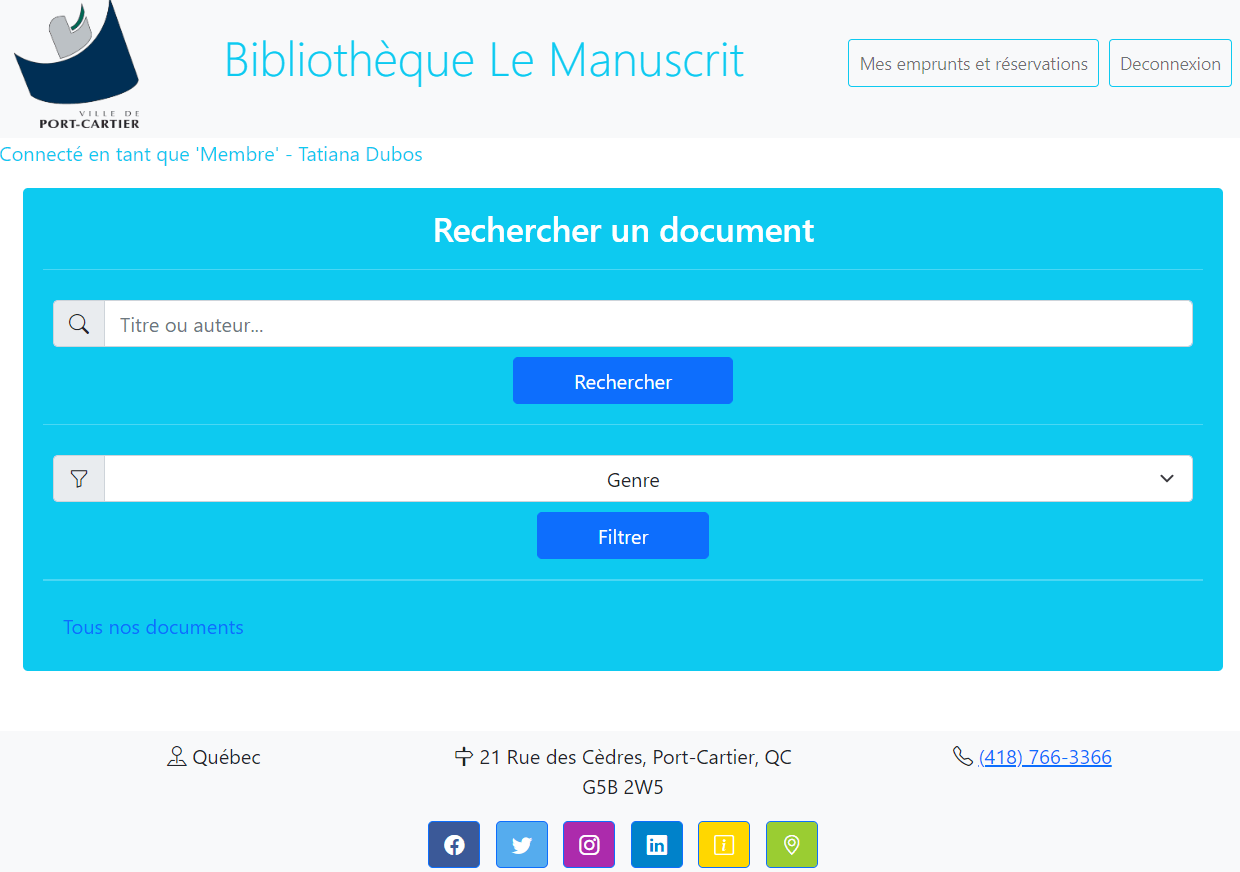 VILLE DE
PORT-CARTIER
Bibliothèque Le Manuscrit
Mes emprunts et réservations
Deconnexion
Connecté en tant que 'Membre' - Tatiana Dubos
Rechercher un document
Titre ou auteur...
Rechercher
Genre
Filtrer
Tous nos documents
Québec
21 Rue des Cèdres, Port-Cartier, QC
G5B 2W5
(418) 766-3366